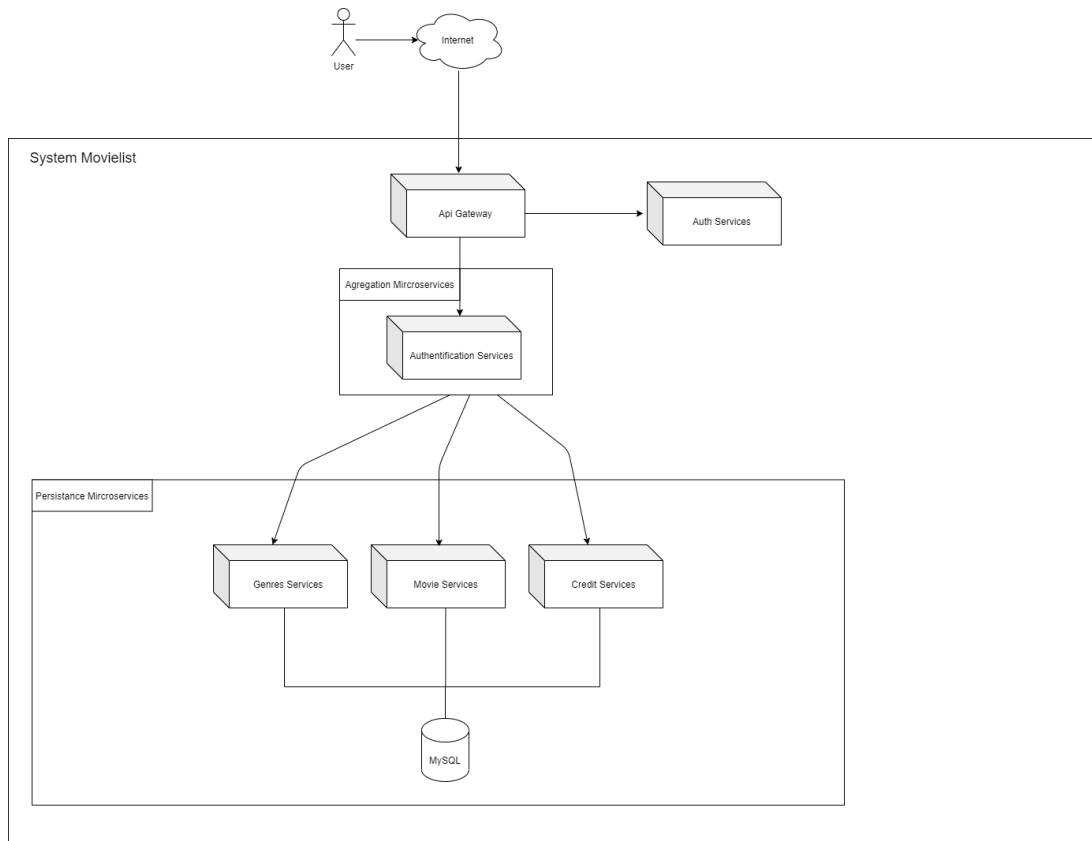 Internet
User
System Movielist
Api Gateway
Auth Services
Agregation Mircroservices
Authentification Services
Persistance Mircroservices
Genres Services
Movie Services
Credit Services
MySQL